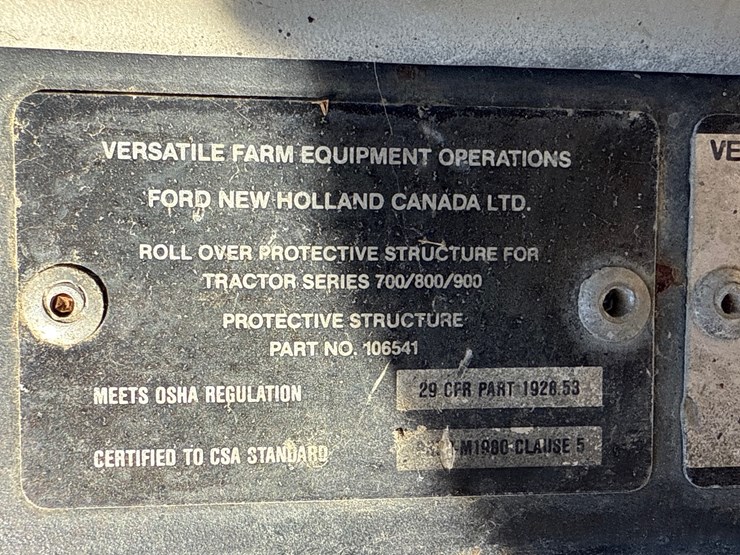 VERSATILE FARM EQUIPMENT OPERATIONS
FORD NEW HOLLAND CANADA LTD.
ROLL OVER PROTECTIVE STRUCTURE FOR
TRACTOR SERIES 700/800/900
PROTECTIVE STRUCTURE
PART NO. 106541
MEETS OSHA REGULATION 29 CFR PART 1928.53
CERTIFIED TO CSA STANDARD -M1980 CLAUSE 5
VE